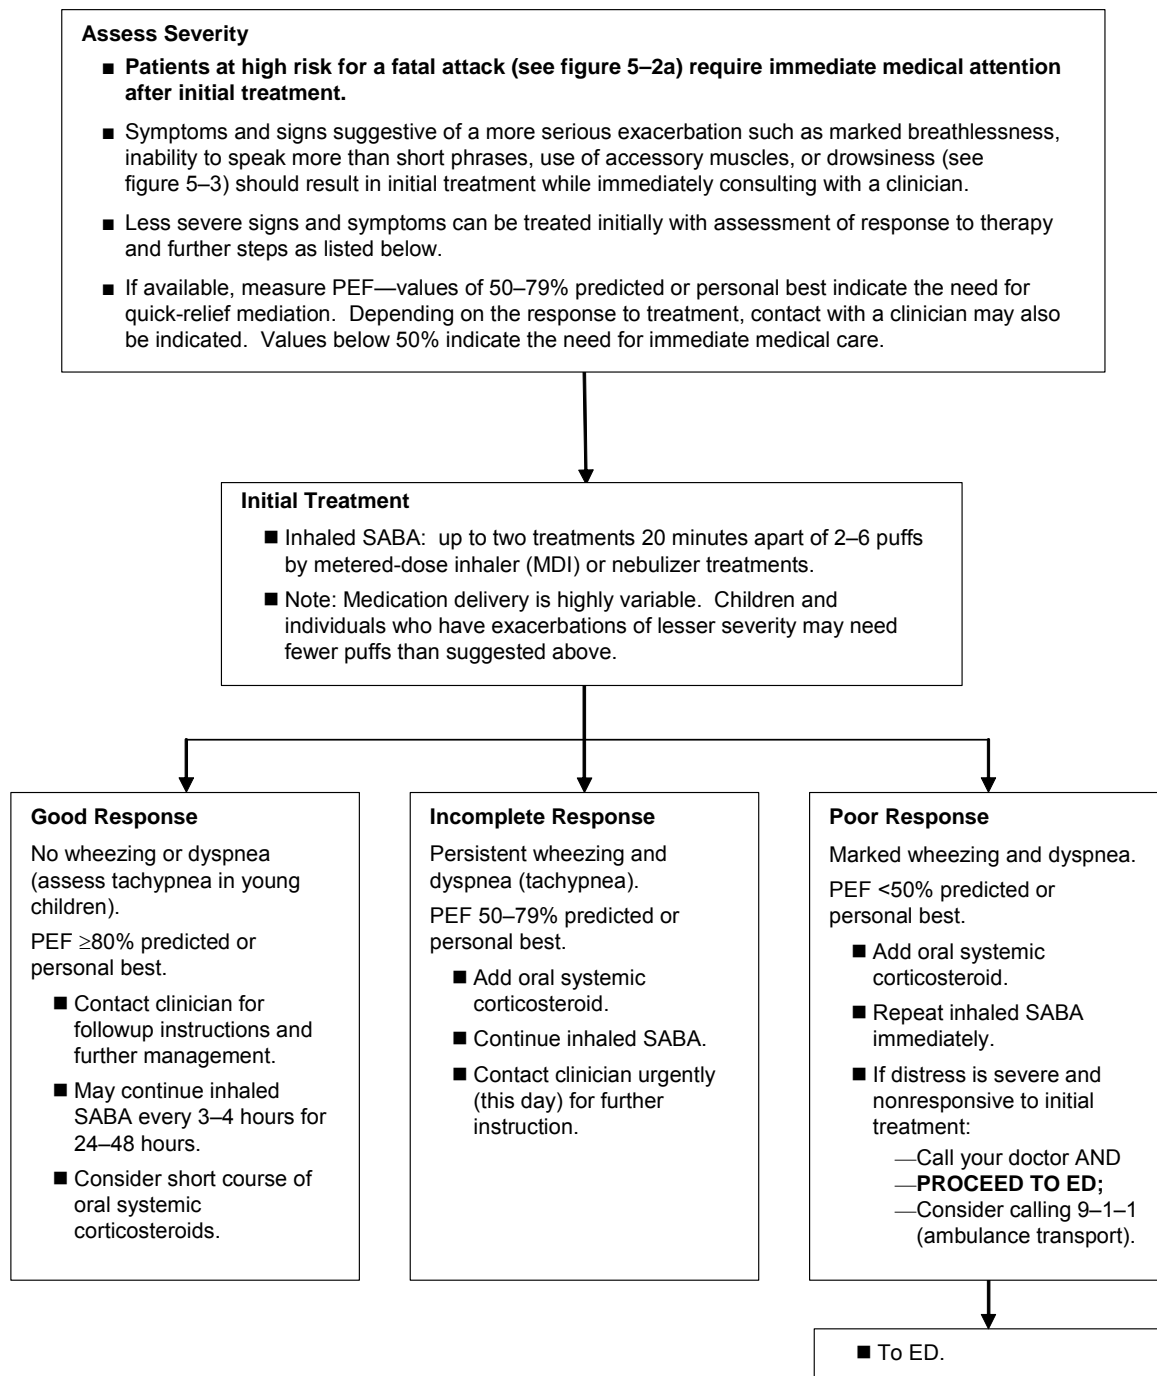 Assess Severity
■ Patients at high risk for a fatal attack (see figure 5–2a) require immediate medical attention
after initial treatment.
■ Symptoms and signs suggestive of a more serious exacerbation such as marked breathlessness,
inability to speak more than short phrases, use of accessory muscles, or drowsiness (see
figure 5–3) should result in initial treatment while immediately consulting with a clinician.
■ Less severe signs and symptoms can be treated initially with assessment of response to therapy
and further steps as listed below.
■ If available, measure PEF—values of 50–79% predicted or personal best indicate the need for
quick-relief mediation. Depending on the response to treatment, contact with a clinician may also
be indicated. Values below 50% indicate the need for immediate medical care.
Initial Treatment
■ Inhaled SABA: up to two treatments 20 minutes apart of 2–6 puffs
by metered-dose inhaler (MDI) or nebulizer treatments.
■ Note: Medication delivery is highly variable. Children and
individuals who have exacerbations of lesser severity may need
fewer puffs than suggested above.
Good Response
No wheezing or dyspnea
(assess tachypnea in young
children).
PEF ≥80% predicted or
personal best.
■ Contact clinician for
followup instructions and
further management.
■ May continue inhaled
SABA every 3–4 hours for
24–48 hours.
■ Consider short course of
oral systemic
corticosteroids.
Incomplete Response
Persistent wheezing and
dyspnea (tachypnea).
PEF 50–79% predicted or
personal best.
■ Add oral systemic
corticosteroid.
■ Continue inhaled SABA.
■ Contact clinician urgently
(this day) for further
instruction.
Poor Response
Marked wheezing and dyspnea.
PEF <50% predicted or
personal best.
■ Add oral systemic
corticosteroid.
■ Repeat inhaled SABA
immediately.
■ If distress is severe and
nonresponsive to initial
treatment:
—Call your doctor AND
—PROCEED TO ED;
—Consider calling 9–1–1
(ambulance transport).
■ To ED.